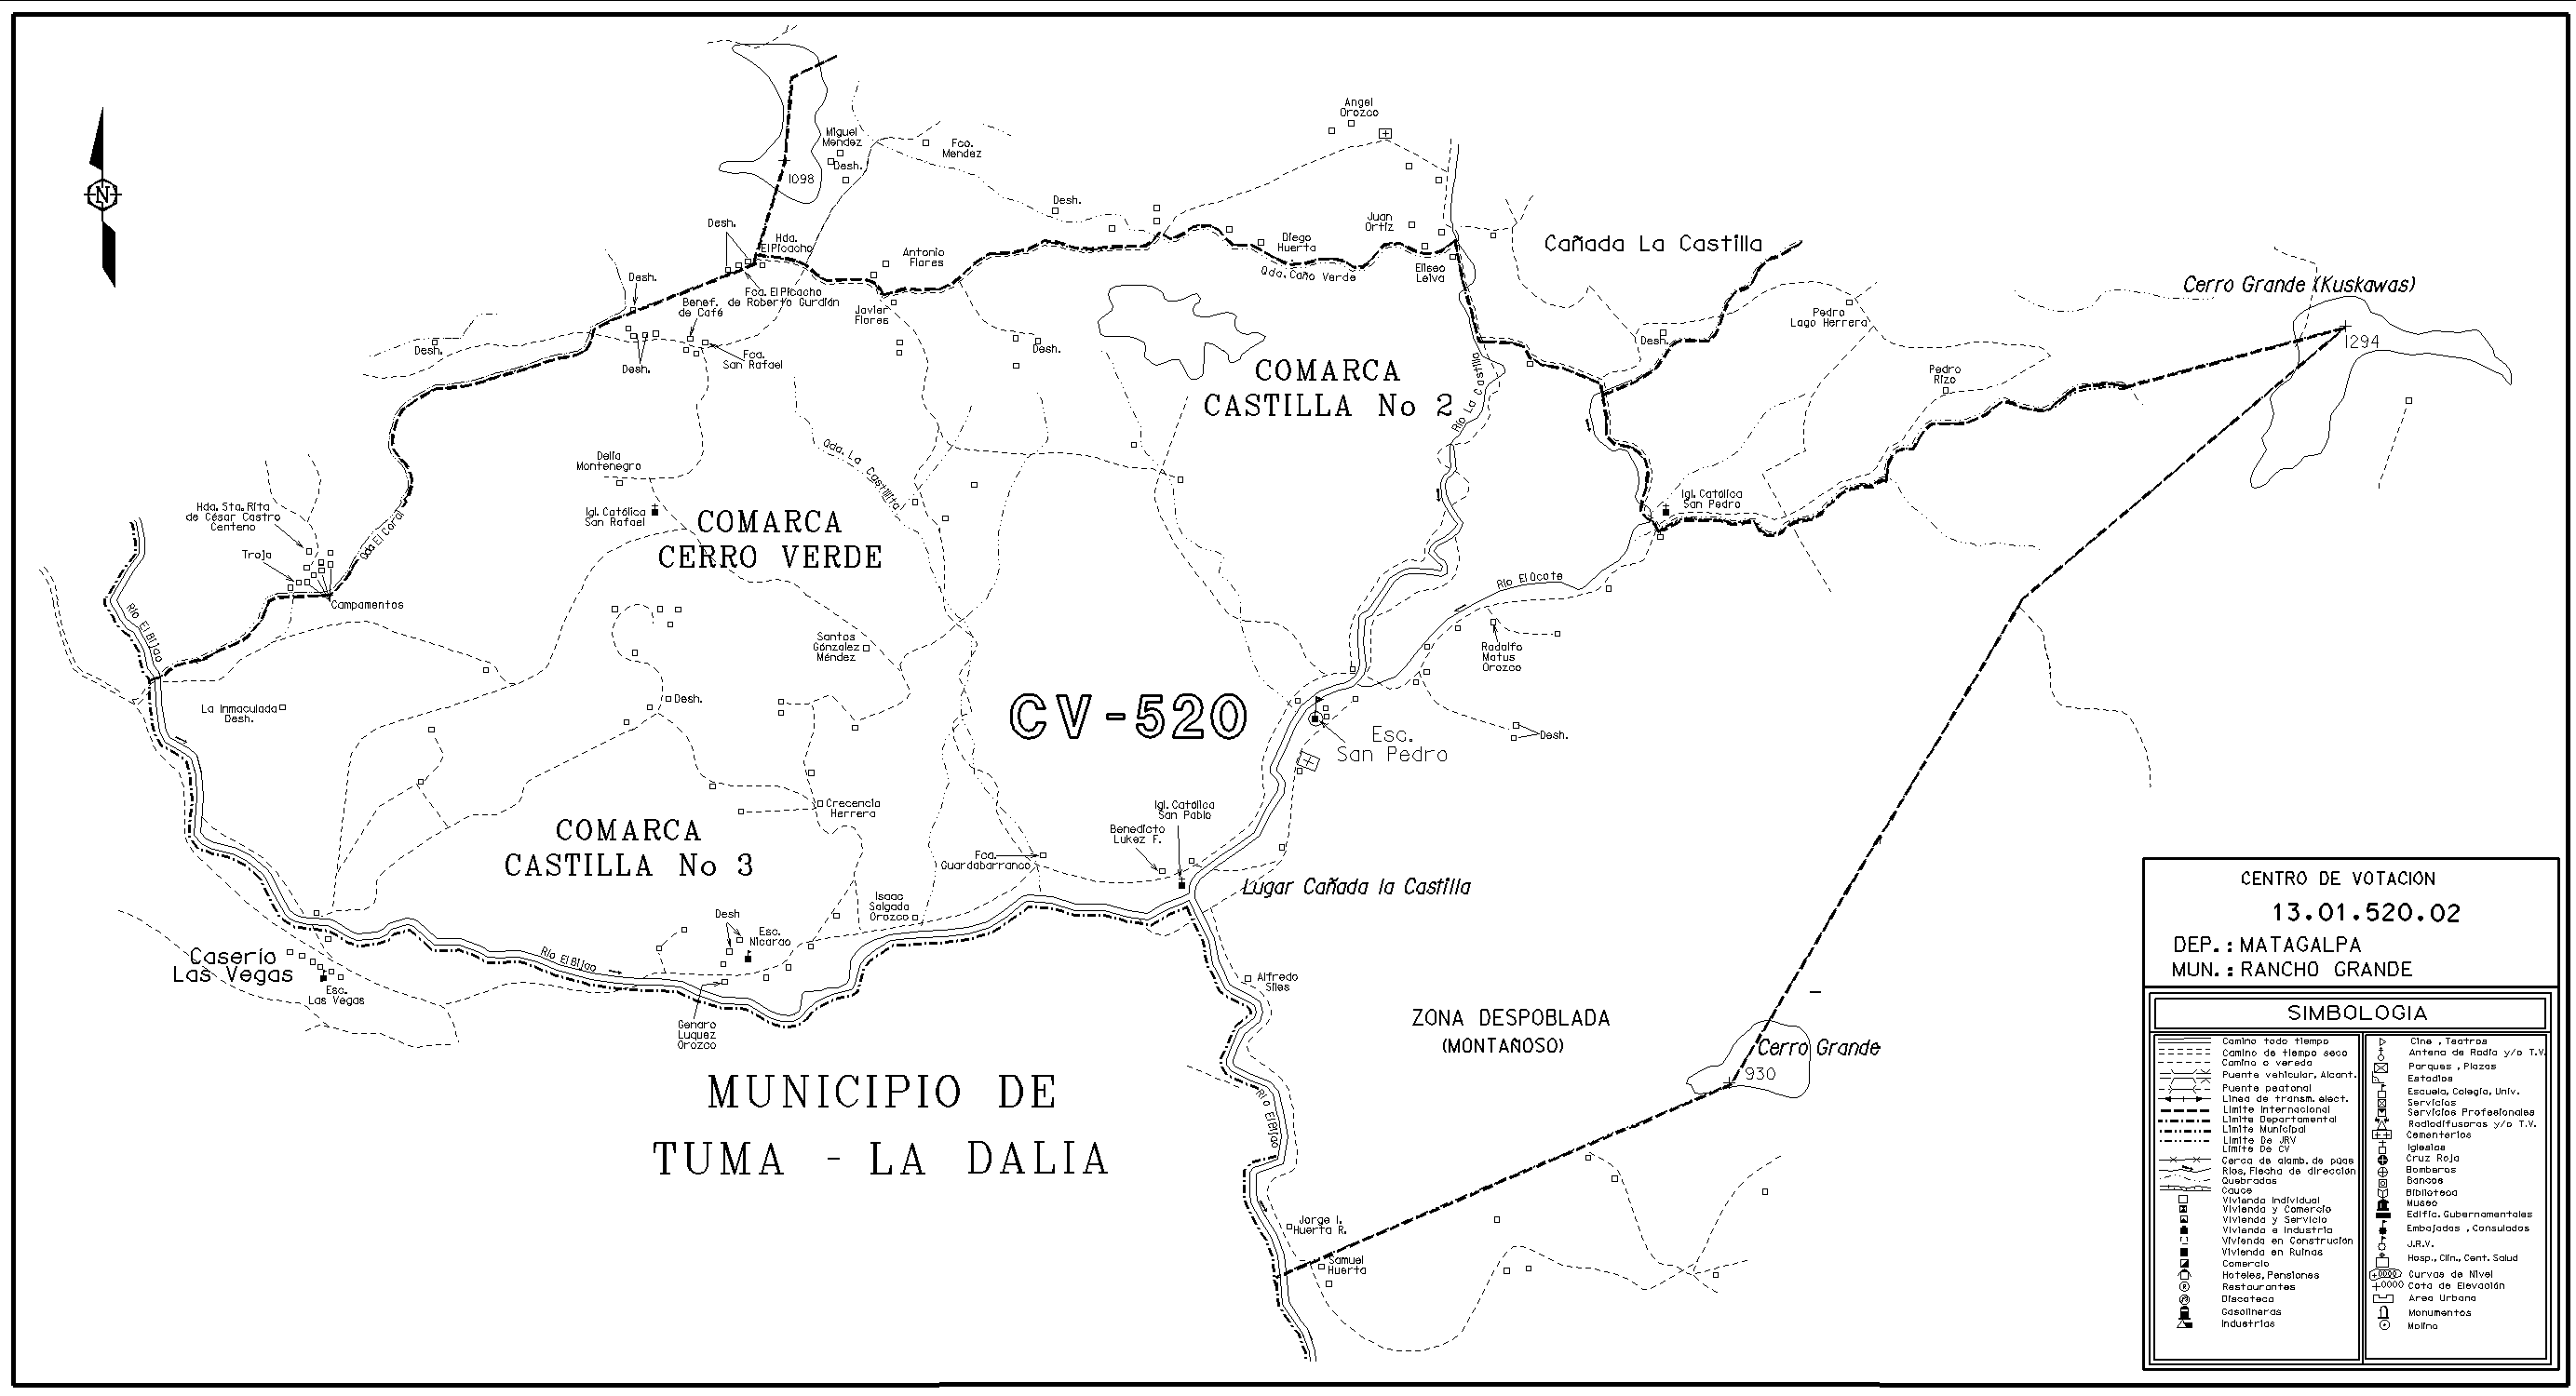 Angel
Orozco
Miguel
Mendez
Desh.
1098
Fca.
Mendez
N
Desh.
Desh.
Hda.
El Picacho
Antonio
Flores
Diego
Huerta
Juan
Ortiz
Eliseo
Leiva
Qda. Caño Verde
Cañada La Castilla
Cerro Grande (Kuskawas)
1294
Desh.
Fca. El Picacho
de Roberto Gurdián
Benef.
de Café
Javier
Flores
Pedro
Lago Herrera
Desh.
Desh.
Desh.
Desh.
Fca.
San Rafael
COMARCA
CASTILLA No 2
Río La Castilla
Pedro
Rizo
Qda. La Castillita
Delia
Montenegro
Igl. Católica
San Rafael
Igl. Católica
San Pedro
Hda. Sta. Rita
de César Castro
Centeno
Troja
Qda El Coral
Campamentos
COMARCA
CERRO VERDE
Río El Bijao
Río El Ocote
Santos
Gónzalez
Méndez
Rodolfo
Matus
Orozco
La Inmaculada
Desh.
Desh.
CV-520
Esc.
San Pedro
Desh.
Crecencia
Herrera
COMARCA
CASTILLA No 3
Igl. Católica
San Pablo
Benedicto
Lukez F.
Fca.
Guardabarranco
Lugar Cañada la Castilla
Isaac
Salgada
Orozco
Desh
Esc.
Nicarao
Caserío
Las Vegas
Esc.
Las Vegas
Río El Bijao
Genaro
Luquez
Orozco
Alfredo
Siles
ZONA DESPOBLADA
(MONTAÑOSO)
Cerro Grande
930
MUNICIPIO DE
TUMA - LA DALIA
Río El Bijao
Jorge I.
Huerta R.
Samuel
Huerta
CENTRO DE VOTACION
13.01.520.02
DEP.: MATAGALPA
MUN.: RANCHO GRANDE
SIMBOLOGIA
Camino todo tiempo
Camino de tiempo seco
Camino o vereda
Puente vehicular, Alcant.
Puente peatonal
Linea de transm. elect.
Limite Internacional
Limite Departamental
Limite Municipal
Limite De JRV
Limite De CV
Cerca de alamb. de púas
Ríos, Flecha de dirección
Quebradas
Cauce
Vivienda Individual
Vivienda y Comercio
Vivienda y Servicio
Vivienda e Industria
Vivienda en Construción
Vivienda en Ruinas
Comercio
Hoteles, Pensiones
Restaurantes
Discoteca
Gasolineras
Industrias
Cine , Teatros
Antena de Radio y/o T.V.
Parques , Plazas
Estadios
Escuela, Colegio, Univ.
Servicios
Servicios Profesionales
Radiodifusoras y/o T.V.
Cementerios
Iglesias
Cruz Roja
Bomberos
Bancos
Biblioteca
Museo
Edific. Gubernamentales
Embajadas , Consulados
J.R.V.
Hosp., Clin., Cent. Salud
Curvas de Nivel
+0000 Cota de Elevación
Area Urbana
Monumentos
Molino